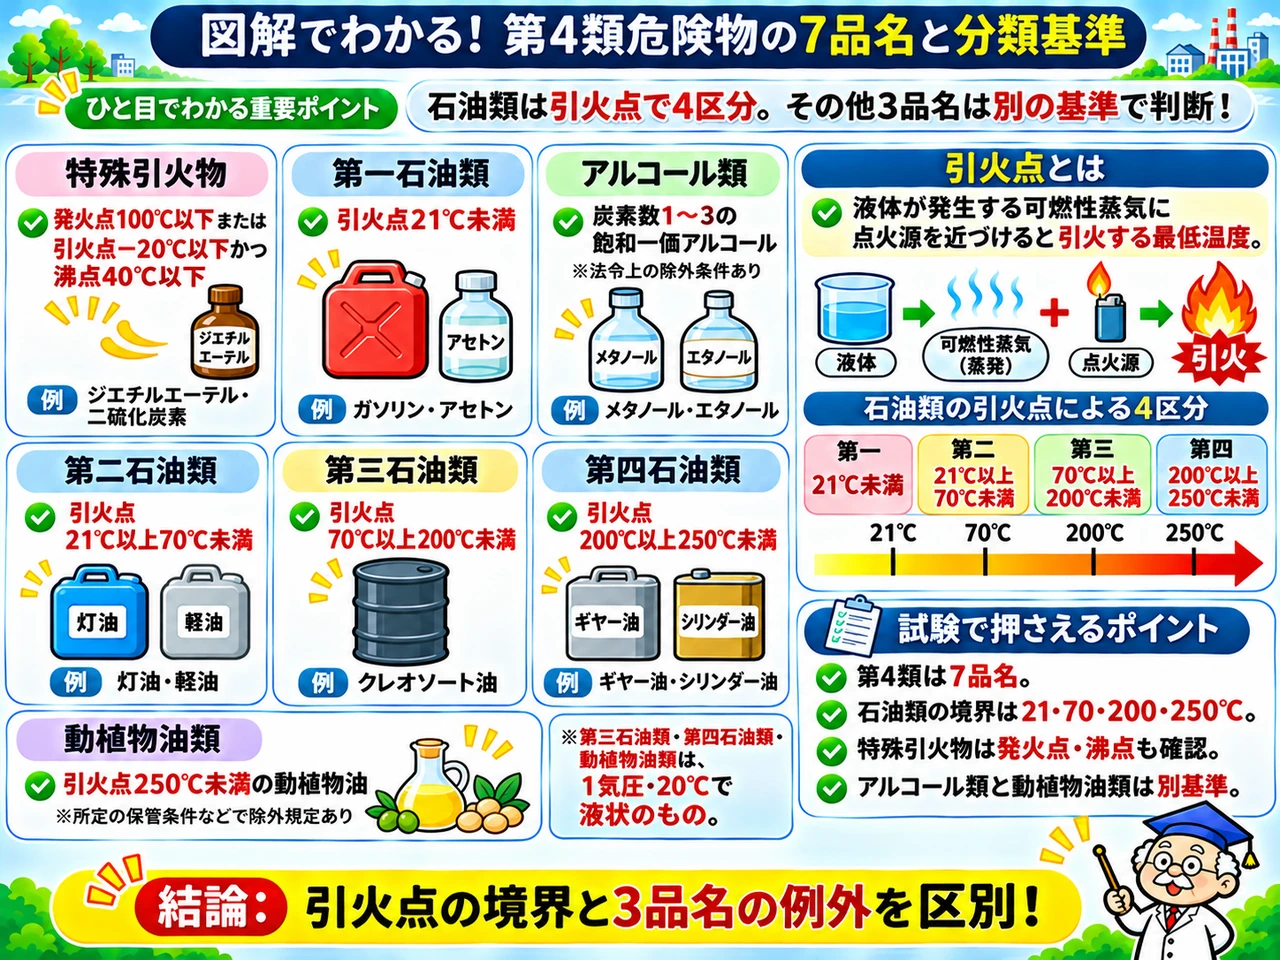 図解でわかる！第4類危険物の7品名と分類基準
ひと目でわかる重要ポイント
石油類は引火点で4区分。その他3品名は別の基準で判断！
特殊引火物
発火点100℃以下または
引火点－20℃以下かつ
沸点40℃以下
ジエチル
エーテル
例
ジエチルエーテル・
二硫化炭素
第一石油類
引火点21℃未満
アセトン
例
ガソリン・アセトン
アルコール類
炭素数1～3の
飽和一価アルコール
※法令上の除外条件あり
メタノール
エタノール
例
メタノール・エタノール
第二石油類
引火点
21℃以上70℃未満
灯油
軽油
例
灯油・軽油
第三石油類
引火点
70℃以上200℃未満
例
クレオソート油
第四石油類
引火点
200℃以上250℃未満
ギヤー油
シリンダー油
例
ギヤー油・シリンダー油
動植物油類
引火点250℃未満の動植物油
※所定の保管条件などで除外規定あり
※第三石油類・第四石油類・
動植物油類は、
1気圧・20℃で
液状のもの。
引火点とは
液体が発生する可燃性蒸気に
点火源を近づけると引火する最低温度。
液体
可燃性蒸気
（蒸発）
点火源
引火
石油類の引火点による4区分
第一
21℃未満
第二
21℃以上
70℃未満
第三
70℃以上
200℃未満
第四
200℃以上
250℃未満
21℃
70℃
200℃
250℃
試験で押さえるポイント
第4類は7品名。
石油類の境界は21・70・200・250℃。
特殊引火物は発火点・沸点も確認。
アルコール類と動植物油類は別基準。
結論：
引火点の境界と3品名の例外を区別！